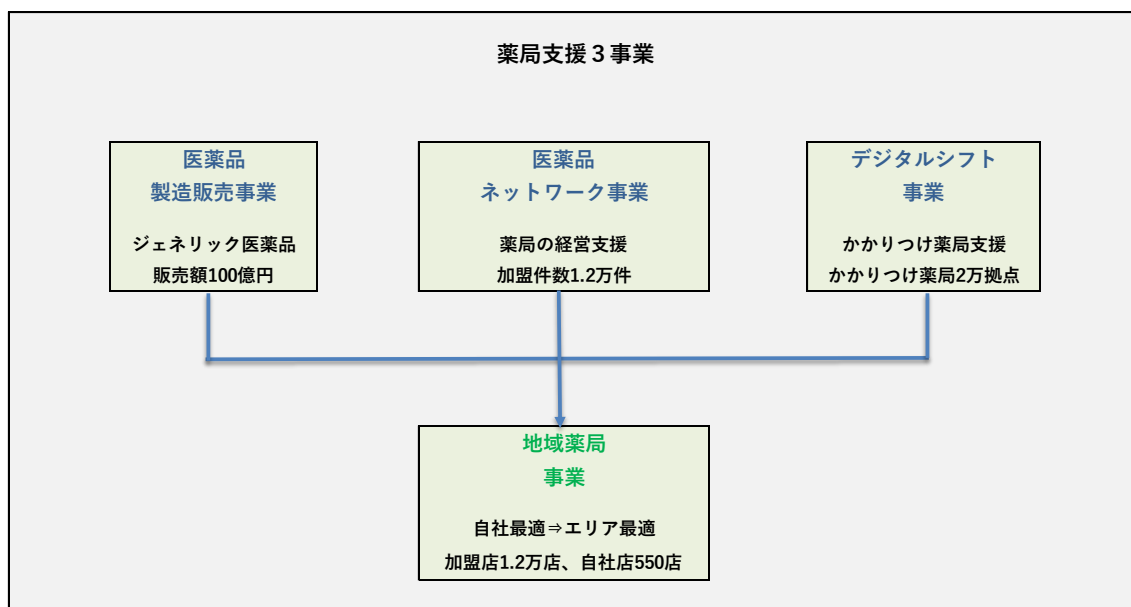 薬局支援３事業
医薬品
製造販売事業
ジェネリック医薬品
販売額100億円
医薬品
ネットワーク事業
薬局の経営支援
加盟件数1.2万件
デジタルシフト
事業
かかりつけ薬局支援
かかりつけ薬局2万拠点
地域薬局
事業
自社最適⇒エリア最適
加盟店1.2万店、自社店550店